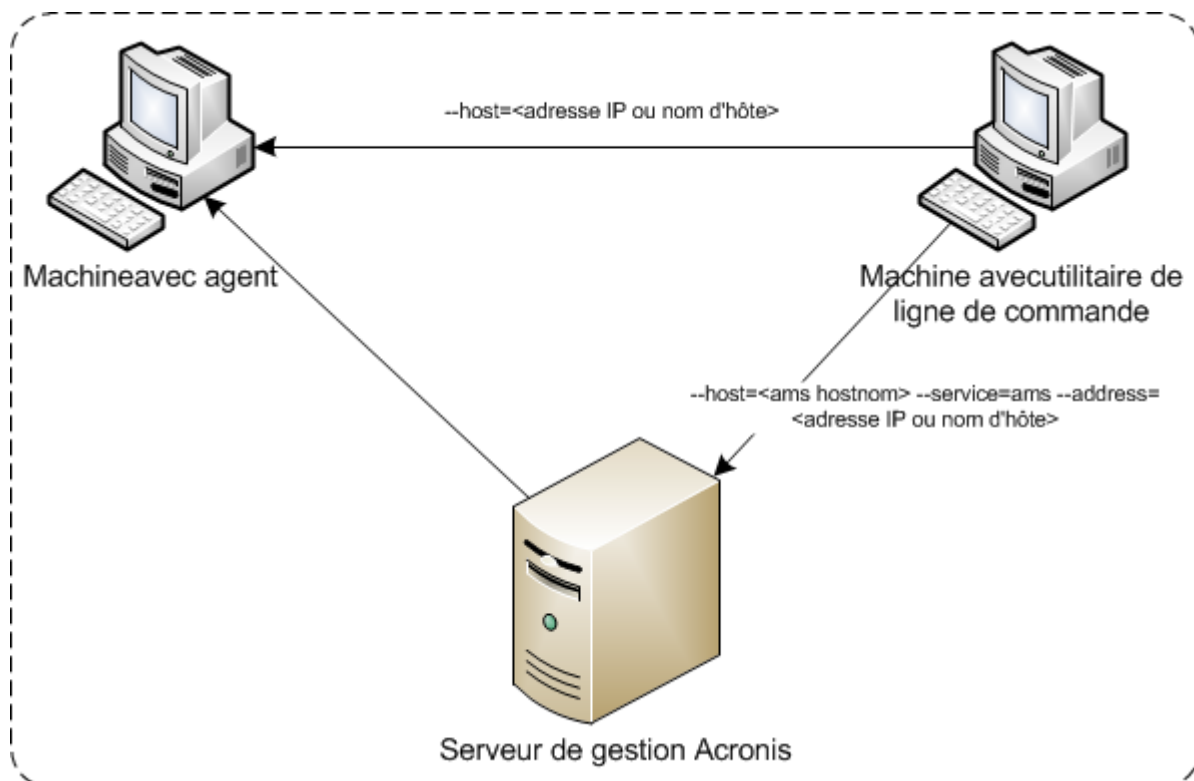 --host=<adresse IP ou nom d'hôte>
Machineavec agent
Machine avecutilitaire de
ligne de commande
--host=<ams hostnom> --service=ams --address=
<adresse IP ou nom d'hôte>
Serveur de gestion Acronis